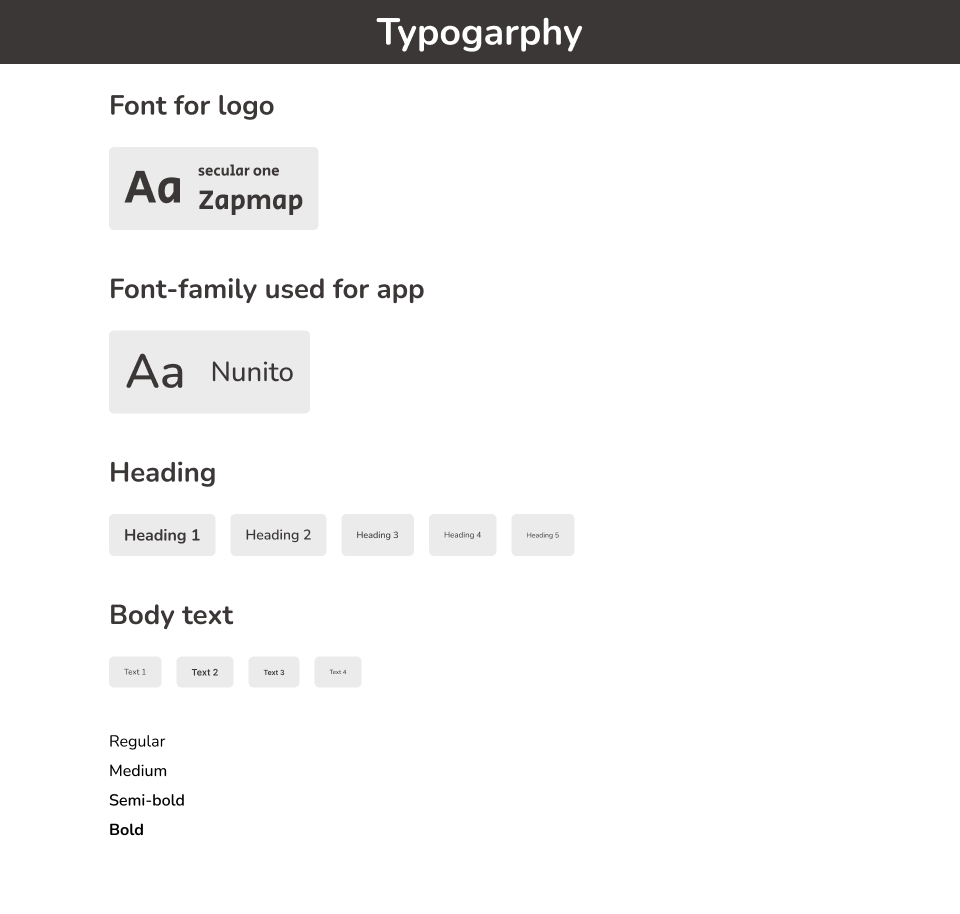 Typogarphy
Font for logo
Aa
secular one
Zapmap
Font-family used for app
Aa Nunito
Heading
Heading 1 Heading 2 Heading 3 Heading 4 Heading 5
Body text
Text 1 Text 2 Text 3 Text 4
Regular
Medium
Semi-bold
Bold